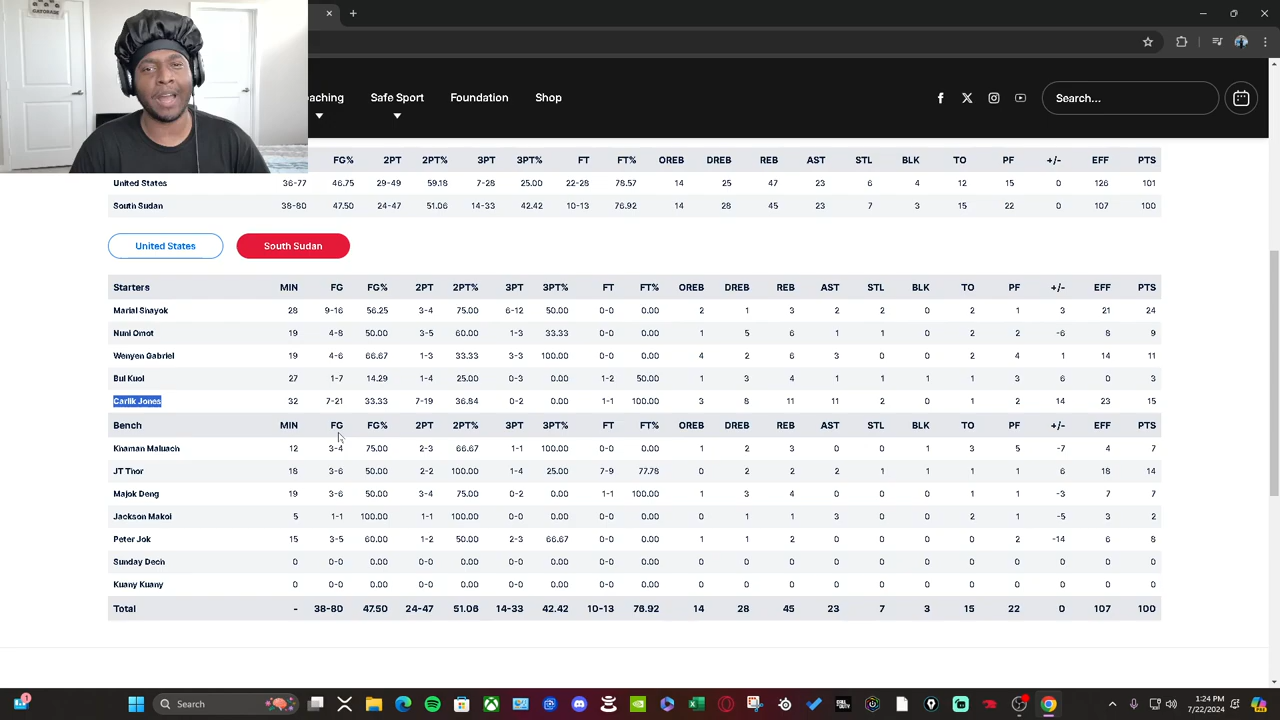 GATORADE
aching Safe Sport Foundation Shop Search...
FG% 2PT 2PT% 3PT 3PT% FT FT% OREB DREB REB AST STL BLK TO PF +/- EFF PTS
United States 36-77 46.75 29-49 59.18 7-28 25.00 22-28 78.57 14 25 47 23 6 4 12 15 0 126 101
South Sudan 38-80 47.50 24-47 51.06 14-33 42.42 10-13 76.92 14 28 45 23 7 3 15 22 0 107 100
United States South Sudan
Starters MIN FG FG% 2PT 2PT% 3PT 3PT% FT FT% OREB DREB REB AST STL BLK TO PF +/- EFF PTS
Marial Shayok 28 9-16 56.25 3-4 75.00 6-12 50.00 0-0 0.00 2 1 3 2 2 0 2 1 3 21 24
Nuni Omot 19 4-8 50.00 3-5 60.00 1-3 33.33 0-0 0.00 1 5 6 1 1 0 2 2 -6 8 9
Wenyen Gabriel 19 4-6 66.67 1-3 33.33 3-3 100.00 0-0 0.00 4 2 6 3 0 0 2 4 1 14 11
Bul Kuol 27 1-7 14.29 1-4 25.00 0-3 0.00 1-2 50.00 1 3 4 1 1 1 1 3 6 0 3
Carlik Jones 32 7-21 33.33 7-19 36.84 0-2 0.00 1-1 100.00 3 8 11 11 2 0 1 2 14 23 15
Bench MIN FG FG% 2PT 2PT% 3PT 3PT% FT FT% OREB DREB REB AST STL BLK TO PF +/- EFF PTS
Khaman Maluach 12 3-4 75.00 2-3 66.67 1-1 100.00 0-0 0.00 1 2 3 0 0 1 3 5 -7 4 7
JT Thor 18 3-6 50.00 2-2 100.00 1-4 25.00 7-9 77.78 0 2 2 2 1 1 1 1 6 18 14
Majok Deng 19 3-6 50.00 3-4 75.00 0-2 0.00 1-1 100.00 1 3 4 0 0 0 1 1 -3 7 7
Jackson Makoi 5 1-1 100.00 1-1 100.00 0-0 0.00 0-0 0.00 0 1 1 3 0 0 2 1 -5 3 2
Peter Jok 15 3-5 60.00 1-2 50.00 2-3 66.67 0-0 0.00 1 1 2 0 0 0 0 2 -14 6 8
Sunday Dech 0 0-0 0.00 0-0 0.00 0-0 0.00 0-0 0.00 0 0 0 0 0 0 0 0 0 0 0
Kuany Kuany 0 0-0 0.00 0-0 0.00 0-0 0.00 0-0 0.00 0 0 0 0 0 0 0 0 0 0 0
Total - 38-80 47.50 24-47 51.06 14-33 42.42 10-13 76.92 14 28 45 23 7 3 15 22 0 107 100
Search
1:24 PM
7/22/2024